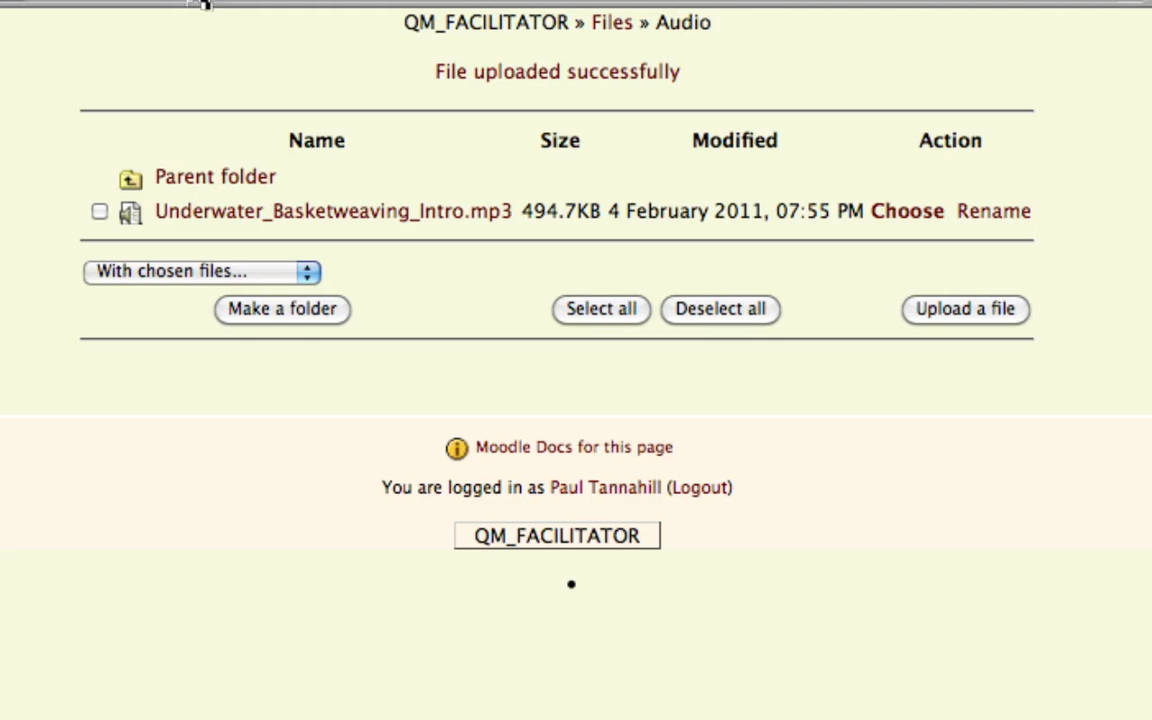 QM_FACILITATOR » Files » Audio
File uploaded successfully
Name Size Modified Action
Parent folder
Underwater_Basketweaving_Intro.mp3 494.7KB 4 February 2011, 07:55 PM Choose Rename
With chosen files...
Make a folder Select all Deselect all Upload a file
Moodle Docs for this page
You are logged in as Paul Tannahill (Logout)
QM_FACILITATOR